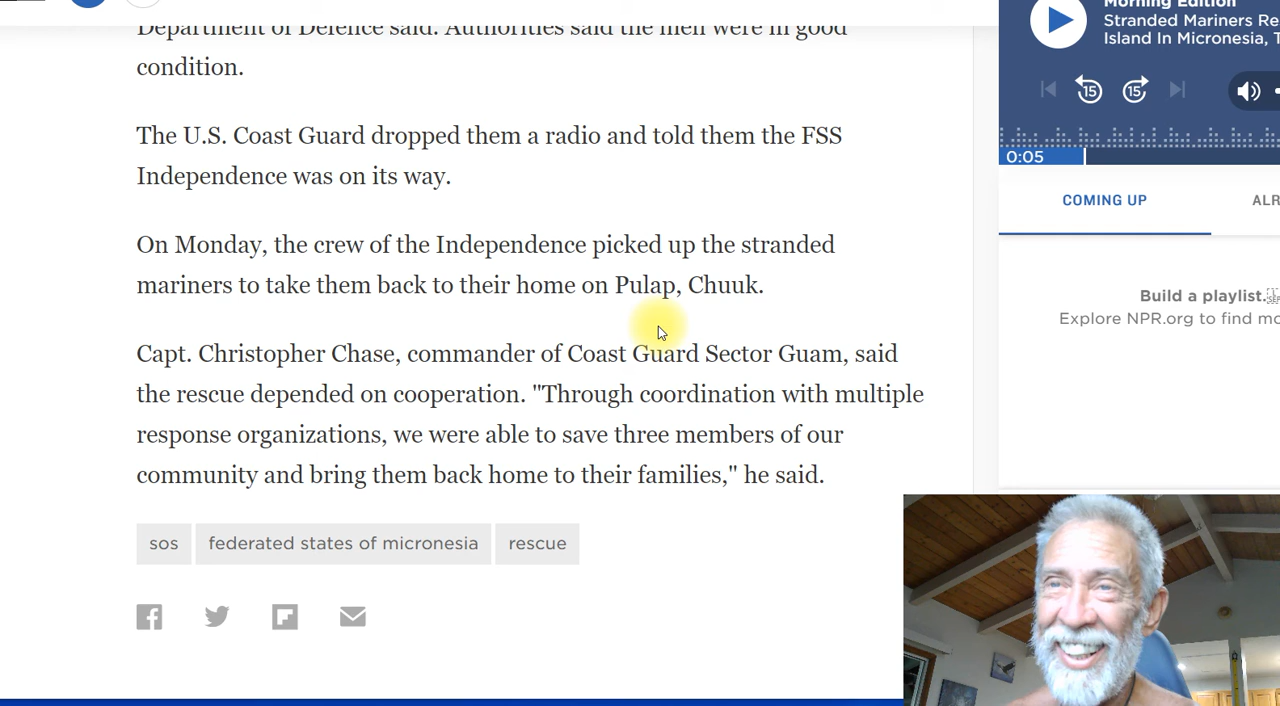 Department of Defence said. Authorities said the men were in good
condition.
The U.S. Coast Guard dropped them a radio and told them the FSS
Independence was on its way.
On Monday, the crew of the Independence picked up the stranded
mariners to take them back to their home on Pulap, Chuuk.
Capt. Christopher Chase, commander of Coast Guard Sector Guam, said
the rescue depended on cooperation. "Through coordination with multiple
response organizations, we were able to save three members of our
community and bring them back home to their families," he said.
sos
federated states of micronesia
rescue
Morning Edition
Stranded Mariners Re
Island In Micronesia, T
15
15
0:05
COMING UP
ALR
Build a playlist.
Explore NPR.org to find mo